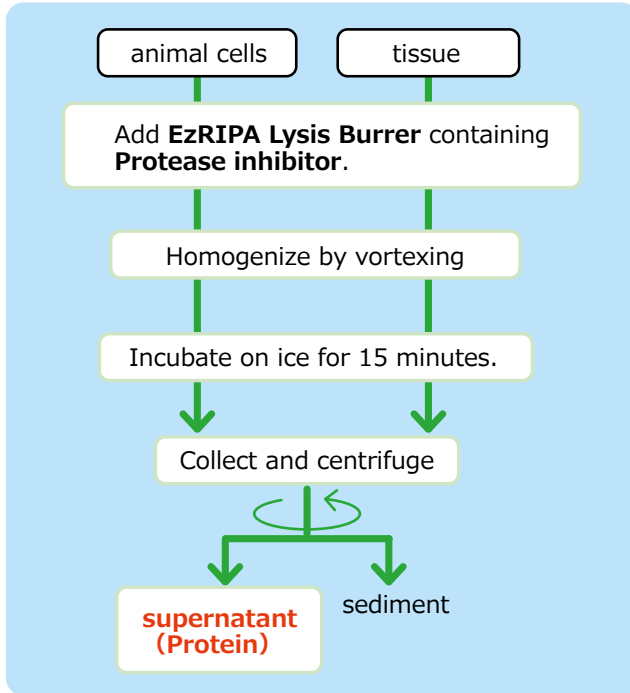 animal cells
tissue
Add EzRIPA Lysis Burrer containing
Protease inhibitor.
Homogenize by vortexing
Incubate on ice for 15 minutes.
Collect and centrifuge
sediment
supernatant
（Protein）